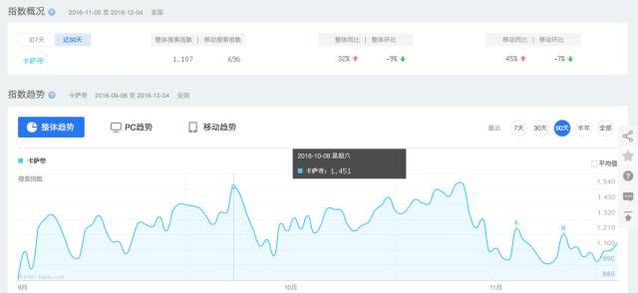 指数概况 ? 2016-11-05 至 2016-12-04 全国
近7天 近30天
整体搜索指数 移动搜索指数 整体同比 整体环比 移动同比 移动环比
卡萨帝 1,107 696 32% -9% 45% -7%
指数趋势 ? 卡萨帝 2016-09-06 至 2016-12-04 全国
整体趋势 PC趋势 移动趋势
最近 7天 30天 90天 半年 全部
卡萨帝
平均值
2016-10-08 星期六
卡萨帝: 1,451
搜索指数
1,540
1,430
1,320
1,210
1,100
990
880
A
B
9月 10月 11月